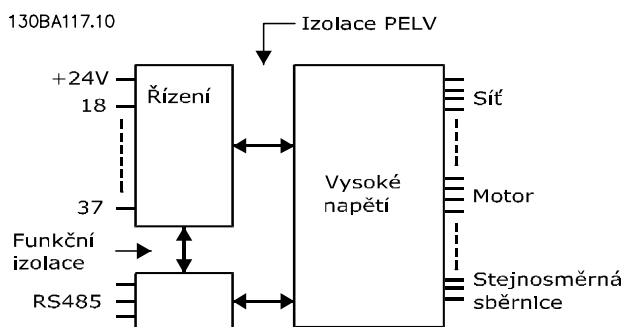 130BA117.10
Izolace PELV
+24V
Řízení
18
Síť
Vysoké
napětí
37
Motor
Funkční
izolace
RS485
Stejnosměrná
sběrnice